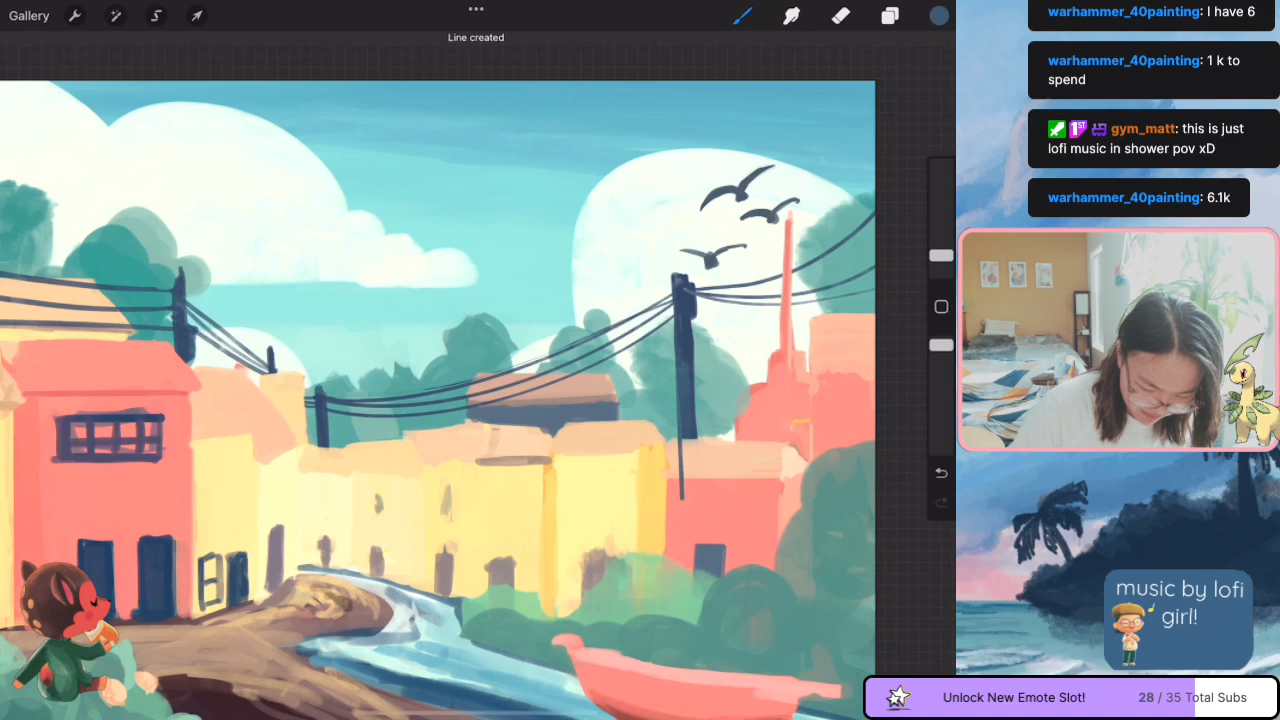 Gallery
Line created
warhammer_40painting: I have 6
warhammer_40painting: 1 k to
spend
1ST gym_matt: this is just
lofi music in shower pov xD
warhammer_40painting: 6.1k
music by lofi
girl!
Unlock New Emote Slot!
28 / 35 Total Subs